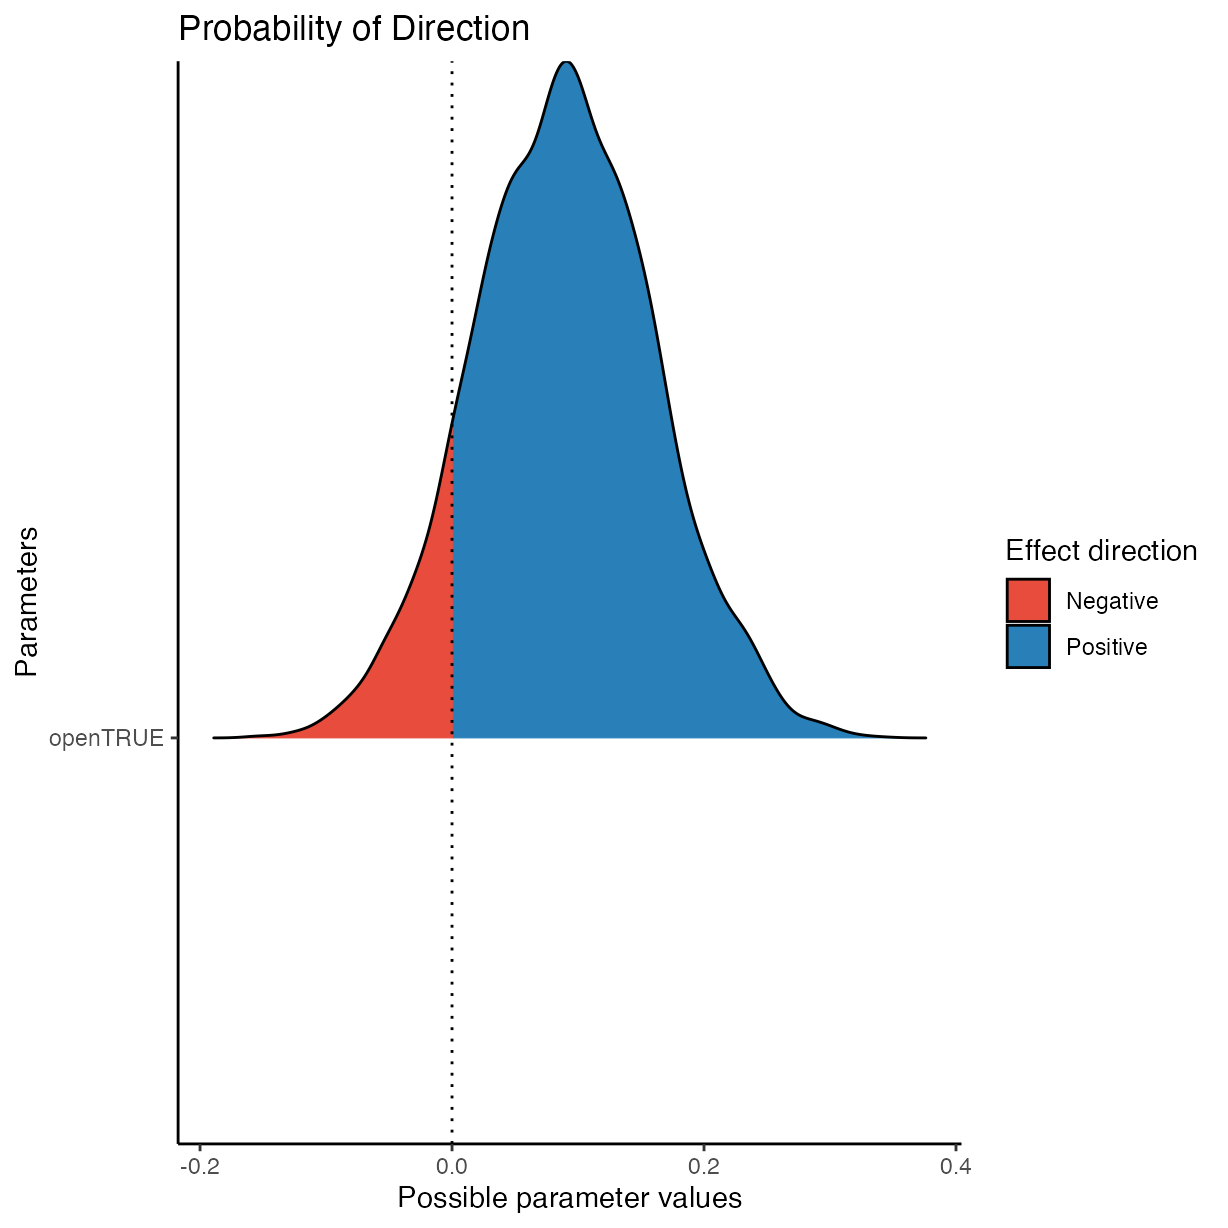 Probability of Direction
Parameters
openTRUE
-0.2
0.0
0.2
0.4
Possible parameter values
Effect direction
Negative
Positive